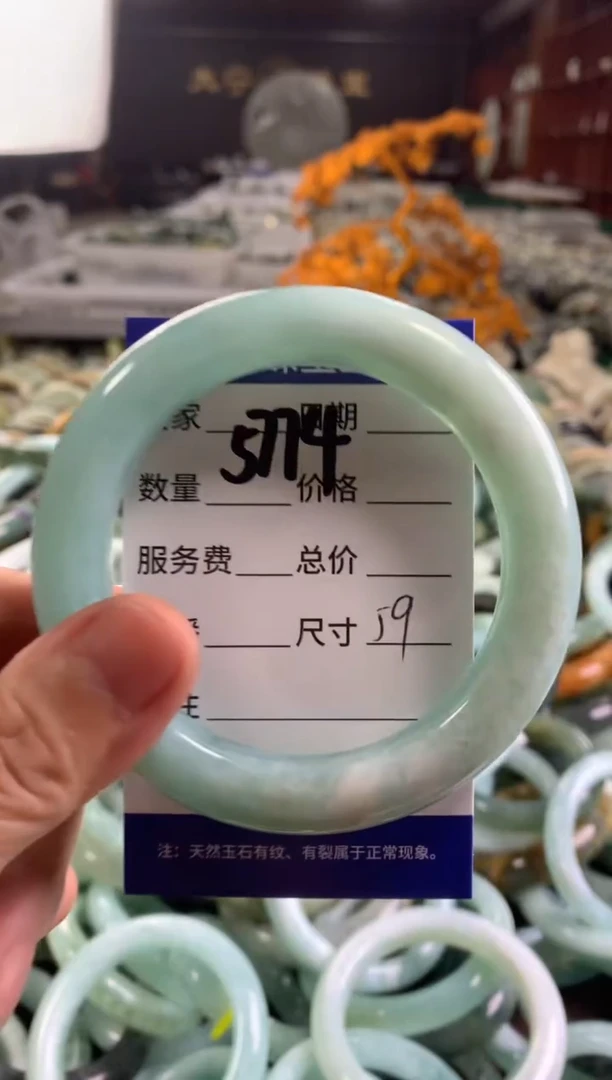 家 日期
5774
数量 价格
服务费 总价
尺寸 59
注
注：天然玉石有纹、有裂属于正常现象。